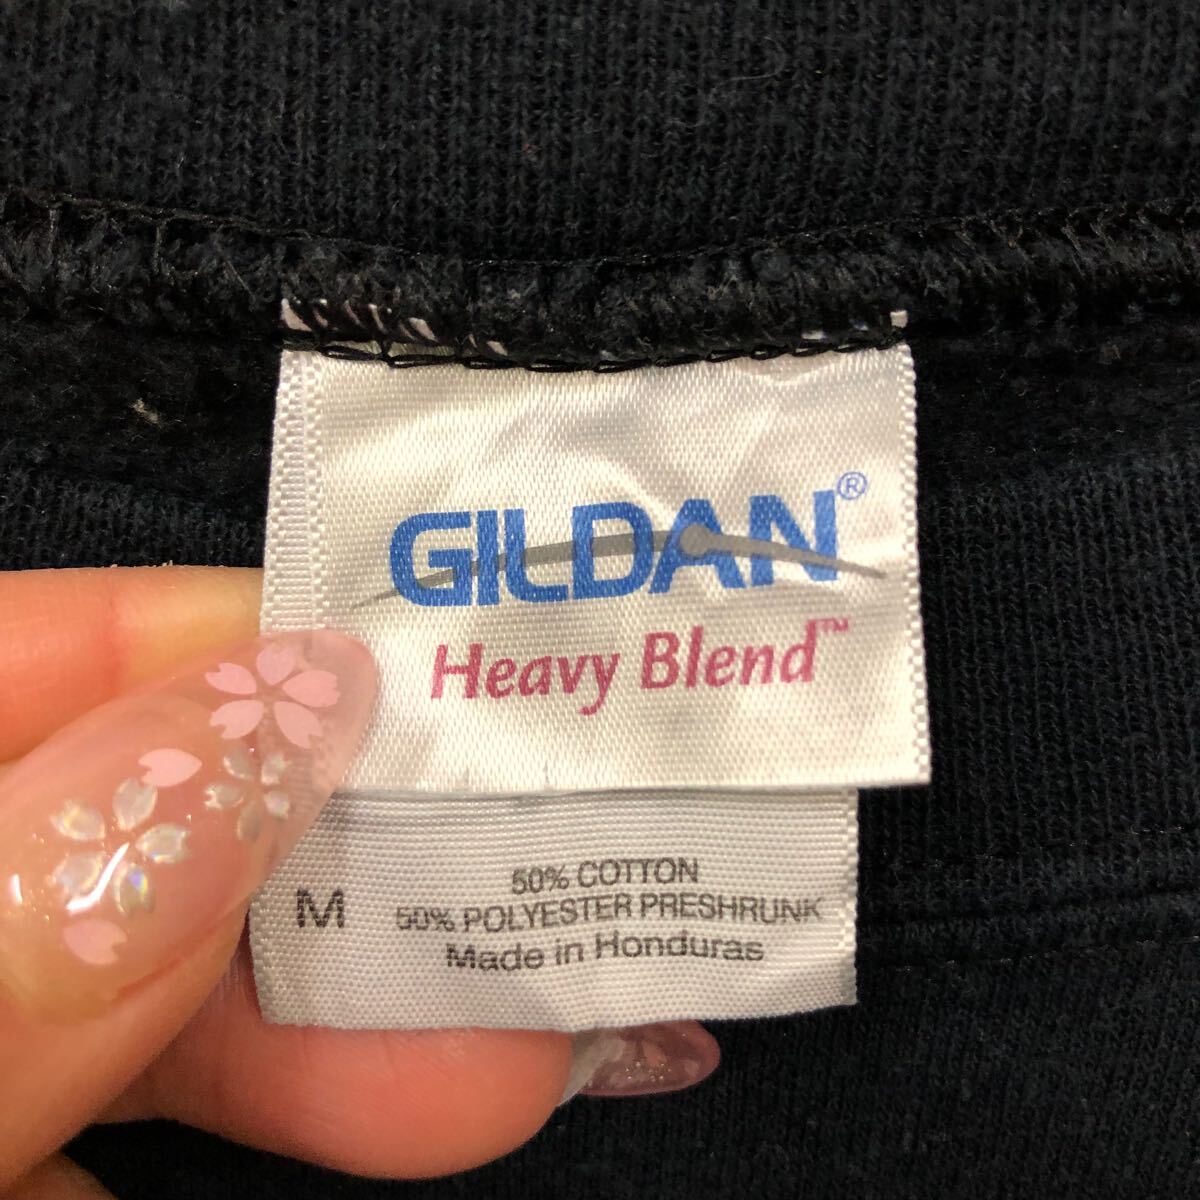 GILDAN®
Heavy Blend™
M
50% COTTON
50% POLYESTER PRESHRUNK
Made in Honduras